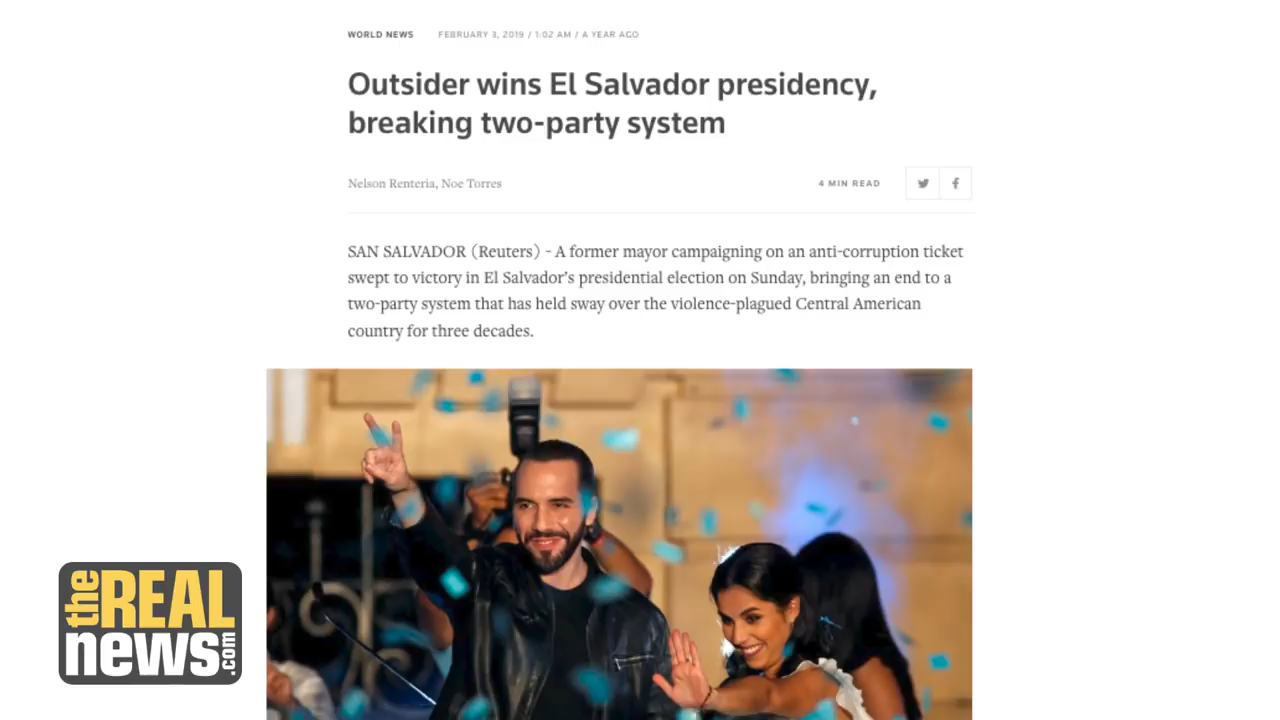 WORLD NEWS FEBRUARY 3, 2019 / 1:02 AM / A YEAR AGO
Outsider wins El Salvador presidency,
breaking two-party system
Nelson Renteria, Noe Torres 4 MIN READ
SAN SALVADOR (Reuters) - A former mayor campaigning on an anti-corruption ticket
swept to victory in El Salvador’s presidential election on Sunday, bringing an end to a
two-party system that has held sway over the violence-plagued Central American
country for three decades.
the REAL
news.com